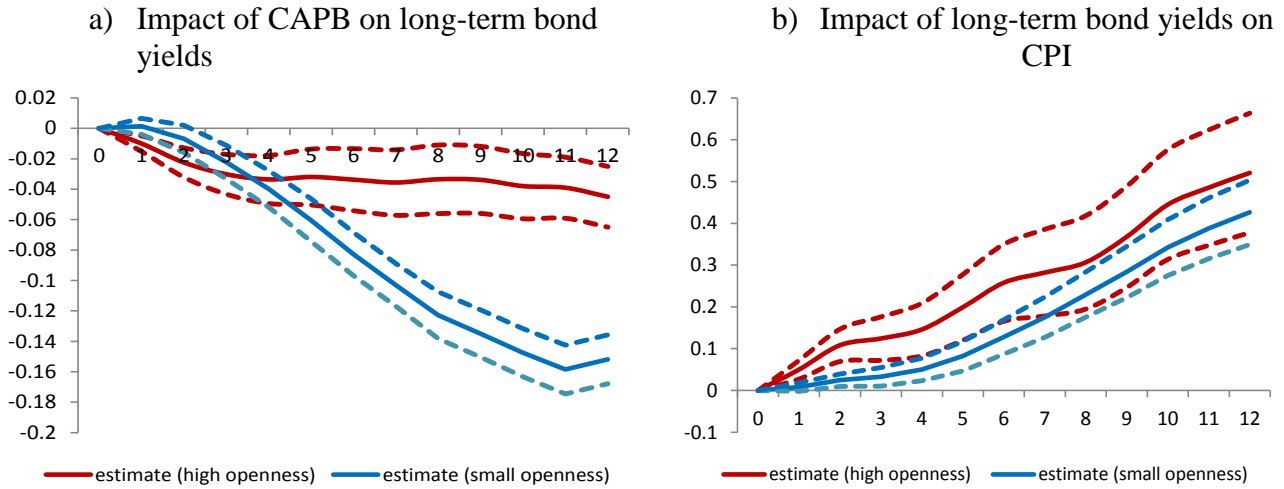 a) Impact of CAPB on long-term bond
yields
0.02
0
-0.02
-0.04
-0.06
-0.08
-0.1
-0.12
-0.14
-0.16
-0.18
-0.2
0 1 2 3 4 5 6 7 8 9 10 11 12
estimate (high openness) estimate (small openness)
b) Impact of long-term bond yields on
CPI
0.7
0.6
0.5
0.4
0.3
0.2
0.1
0
-0.1
0 1 2 3 4 5 6 7 8 9 10 11 12
estimate (high openness) estimate (small openness)